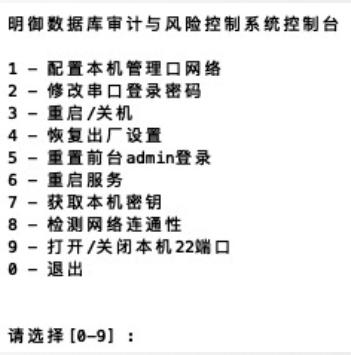 明御数据库审计与风险控制系统控制台
1 – 配置本机管理口网络
2 – 修改串口登录密码
3 – 重启/关机
4 – 恢复出厂设置
5 – 重置前台admin登录
6 – 重启服务
7 – 获取本机密钥
8 – 检测网络连通性
9 – 打开/关闭本机22端口
0 – 退出
请选择[0–9] :